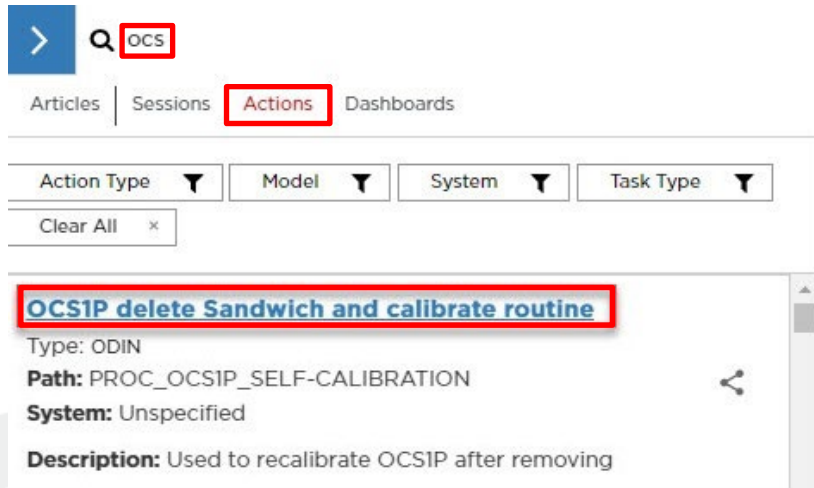 ocs
Articles Sessions Actions Dashboards
Action Type Model System Task Type
Clear All ×
OCS1P delete Sandwich and calibrate routine
Type: ODIN
Path: PROC_OCS1P_SELF-CALIBRATION
System: Unspecified
Description: Used to recalibrate OCS1P after removing